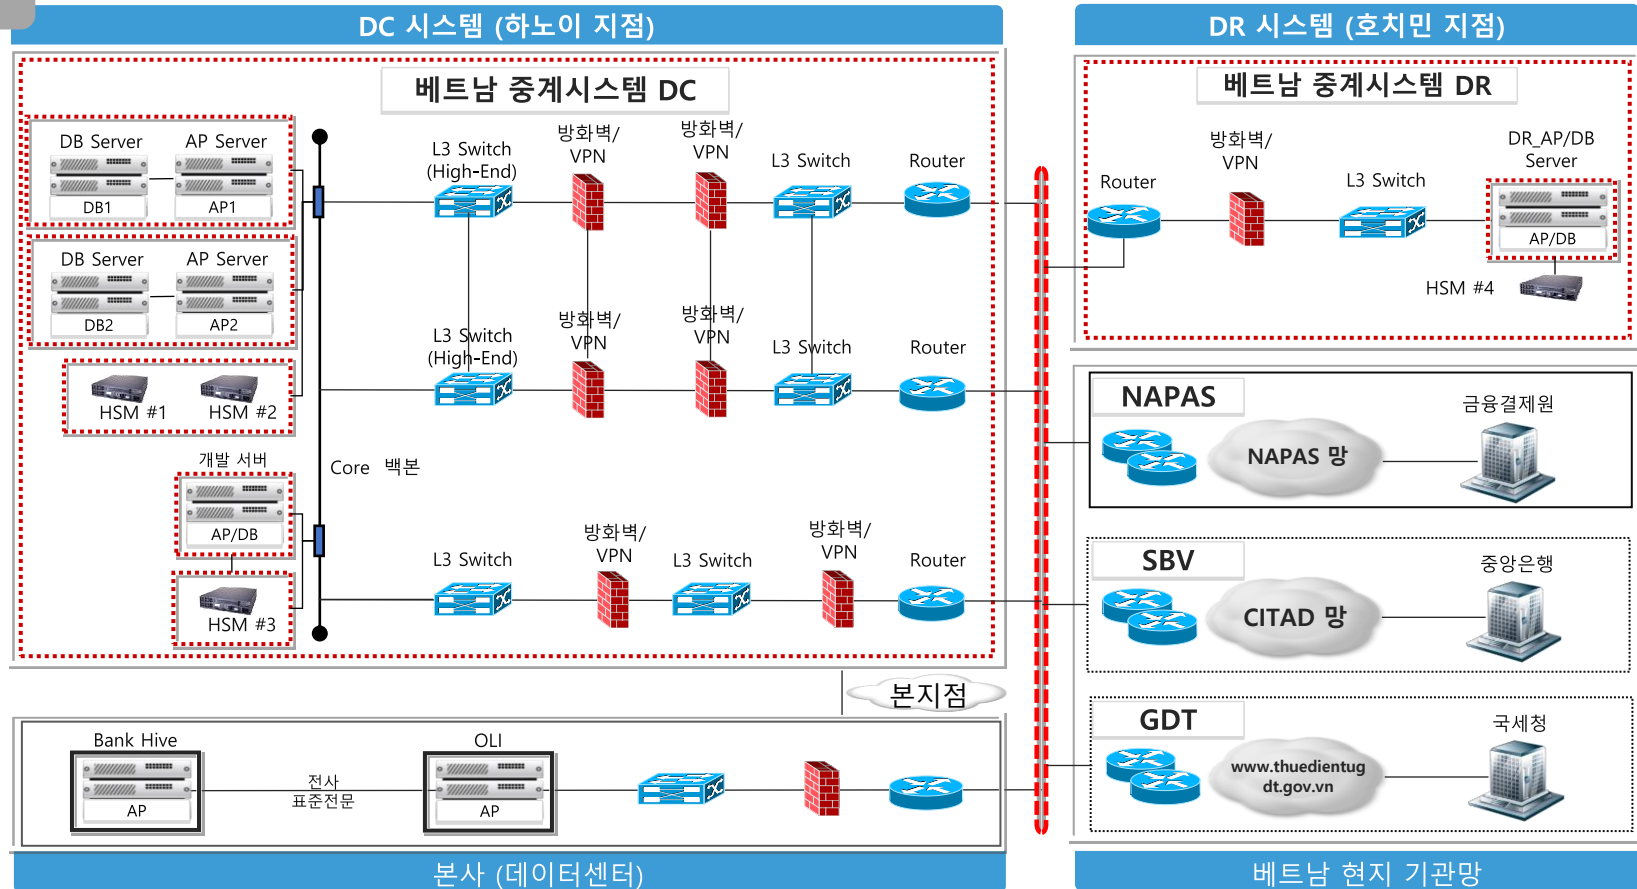 DC 시스템 (하노이 지점)
베트남 중계시스템 DC
DB Server
AP Server
DB1
AP1
DB Server
AP Server
DB2
AP2
HSM #1
HSM #2
개발 서버
AP/DB
HSM #3
Core 백본
L3 Switch
(High-End)
방화벽/
VPN
방화벽/
VPN
L3 Switch
Router
L3 Switch
(High-End)
방화벽/
VPN
방화벽/
VPN
L3 Switch
Router
L3 Switch
방화벽/
VPN
L3 Switch
방화벽/
VPN
Router
DR 시스템 (호치민 지점)
베트남 중계시스템 DR
Router
방화벽/
VPN
L3 Switch
DR_AP/DB
Server
AP/DB
HSM #4
NAPAS
NAPAS 망
금융결제원
SBV
CITAD 망
중앙은행
GDT
www.thuedientug
dt.gov.vn
국세청
베트남 현지 기관망
본지점
Bank Hive
AP
전사
표준전문
OLI
AP
본사 (데이터센터)